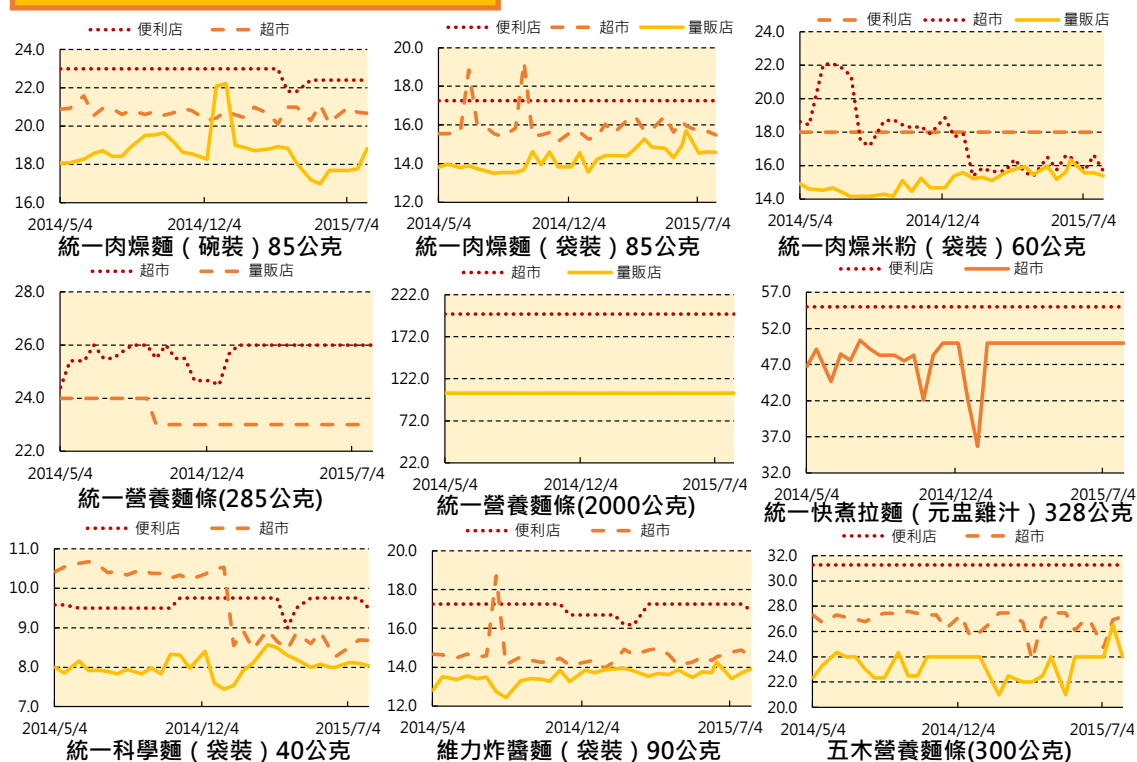 便利店 超市
24.0
22.0
20.0
18.0
16.0
2014/5/4 2014/12/4 2015/7/4
統一肉燥麵（碗裝）85公克
便利店 超市 量販店
20.0
18.0
16.0
14.0
12.0
2014/5/4 2014/12/4 2015/7/4
統一肉燥麵（袋裝）85公克
便利店 超市 量販店
24.0
22.0
20.0
18.0
16.0
14.0
2014/5/4 2014/12/4 2015/7/4
統一肉燥米粉（袋裝）60公克
超市 量販店
28.0
26.0
24.0
22.0
2014/5/4 2014/12/4 2015/7/4
統一營養麵條(285公克)
超市 量販店
222.0
172.0
122.0
72.0
22.0
2014/5/4 2014/12/4 2015/7/4
統一營養麵條(2000公克)
便利店 超市
57.0
52.0
47.0
42.0
37.0
32.0
2014/5/4 2014/12/4 2015/7/4
統一快煮拉麵（元盅雞汁）328公克
便利店 超市
11.0
10.0
9.0
8.0
7.0
2014/5/4 2014/12/4 2015/7/4
統一科學麵（袋裝）40公克
便利店 超市
20.0
18.0
16.0
14.0
12.0
2014/5/4 2014/12/4 2015/7/4
維力炸醬麵（袋裝）90公克
便利店 超市
32.0
30.0
28.0
26.0
24.0
22.0
20.0
2014/5/4 2014/12/4 2015/7/4
五木營養麵條(300公克)